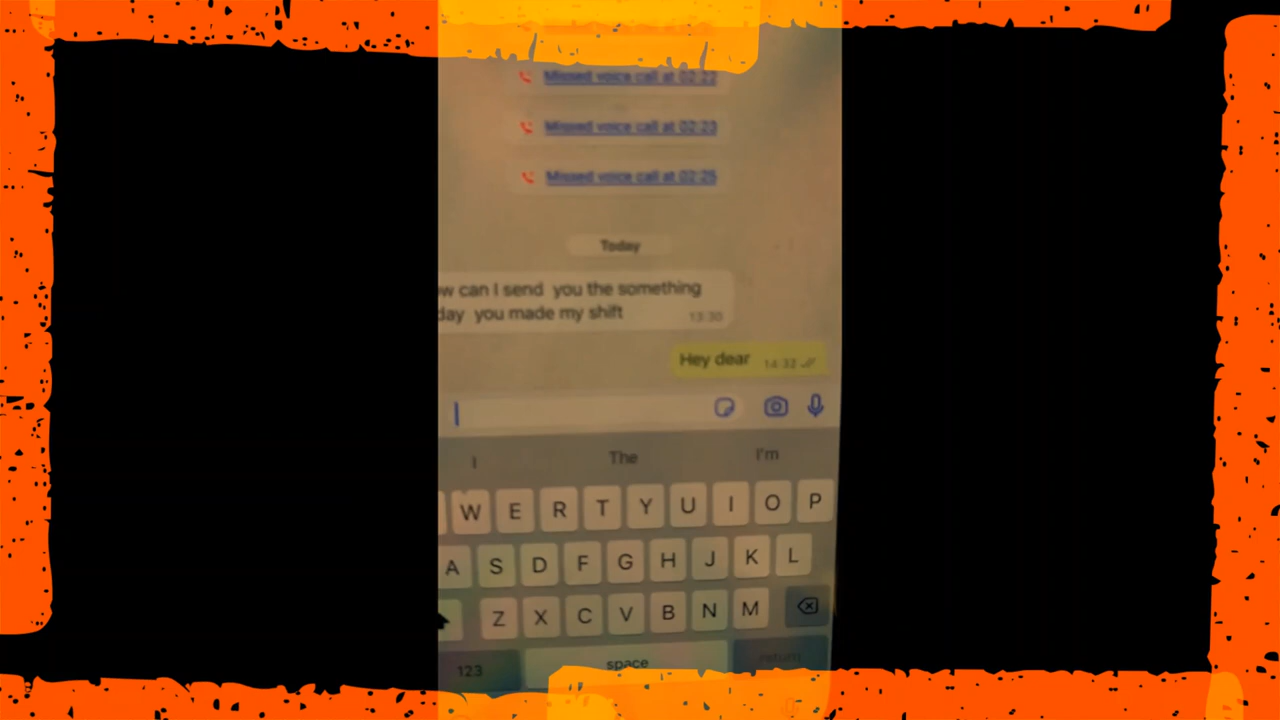 Missed voice call at 02:22
Missed voice call at 02:23
Missed voice call at 02:25
Today
can I send you the something
you made my shift
13:30
Hey dear 14:32
I The I'm
W E R T Y U I O P
A S D F G H J K L
Z X C V B N M
123 space return